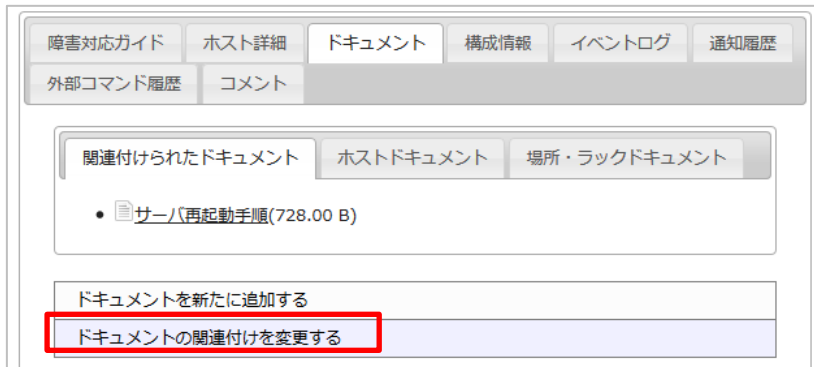 障害対応ガイド ホスト詳細 ドキュメント 構成情報 イベントログ 通知履歴
外部コマンド履歴 コメント
関連付けられたドキュメント ホストドキュメント 場所・ラックドキュメント
• サーバ再起動手順(728.00 B)
ドキュメントを新たに追加する
ドキュメントの関連付けを変更する